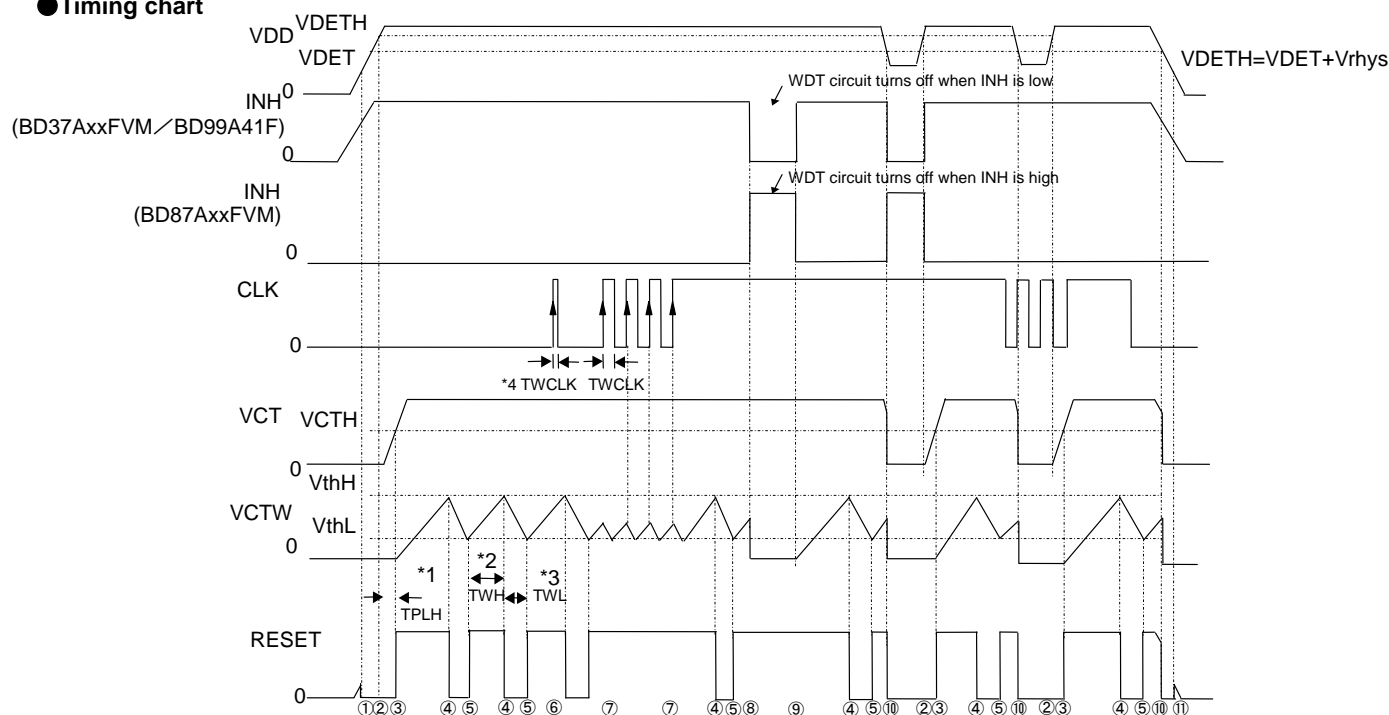 ●Timing chart
VDD VDETH
VDET
0
VDETH=VDET+Vrhys
INH
(BD37AxxFVM／BD99A41F)
0
WDT circuit turns off when INH is low
INH
(BD87AxxFVM)
0
WDT circuit turns off when INH is high
CLK
0
*4 TWCLK TWCLK
VCT VCTH
0
VthH
VCTW VthL
0
*1 *2 *3
TPLH TWH TWL
RESET
0
①②③ ④ ⑤ ④ ⑤ ⑥ ⑦ ⑦ ④⑤⑧ ⑨ ④ ⑤⑩ ②③ ④ ⑤ ⑩ ②③ ④ ⑤⑩ ⑪